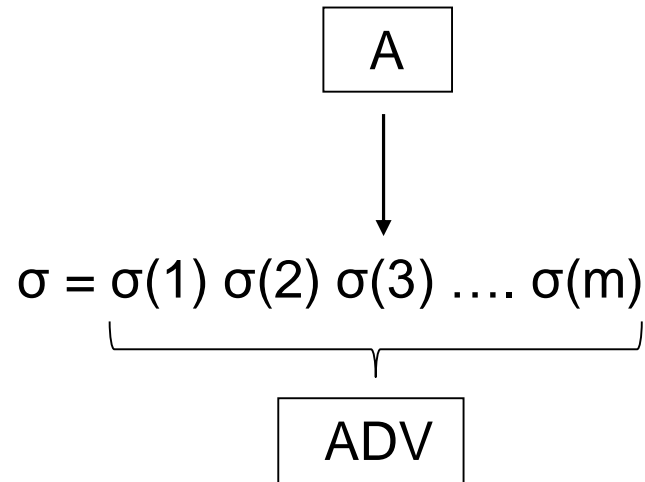 A
σ = σ(1) σ(2) σ(3) …. σ(m)
ADV